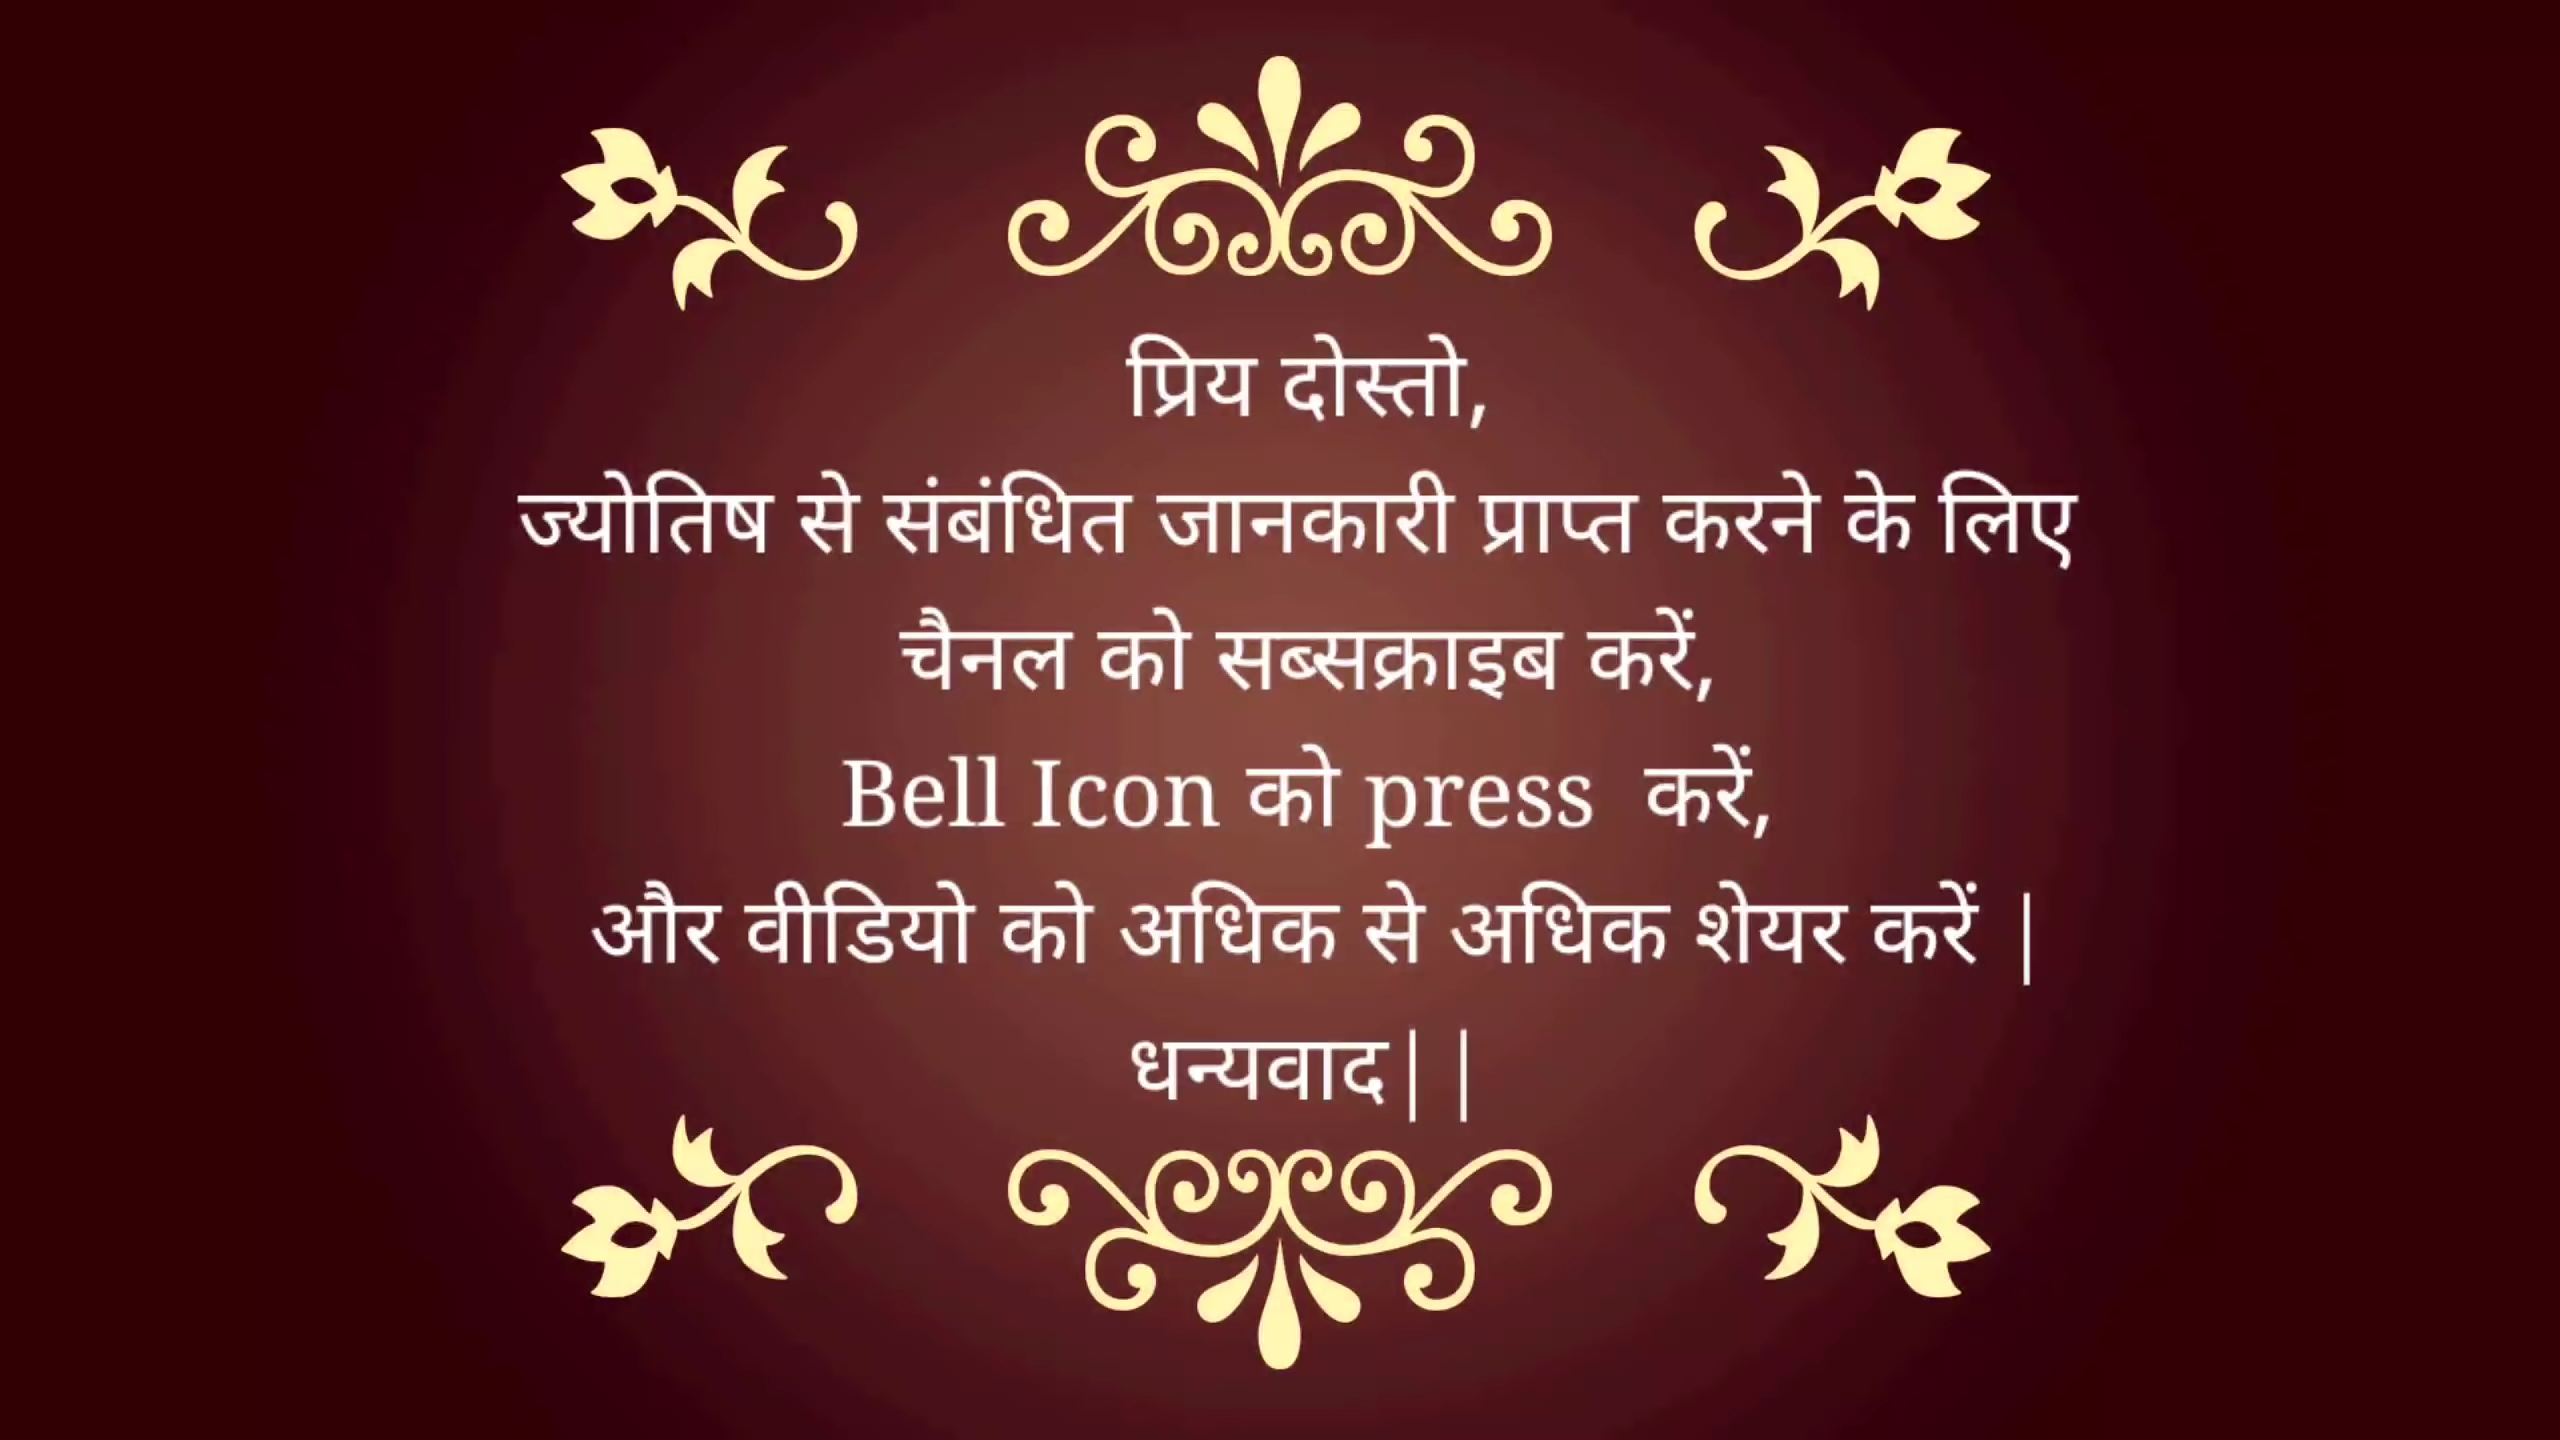 प्रिय दोस्तो,
ज्योतिष से संबंधित जानकारी प्राप्त करने के लिए
चैनल को सब्सक्राइब करें,
Bell Icon को press  करें,
और वीडियो को अधिक से अधिक शेयर करें |
धन्यवाद||